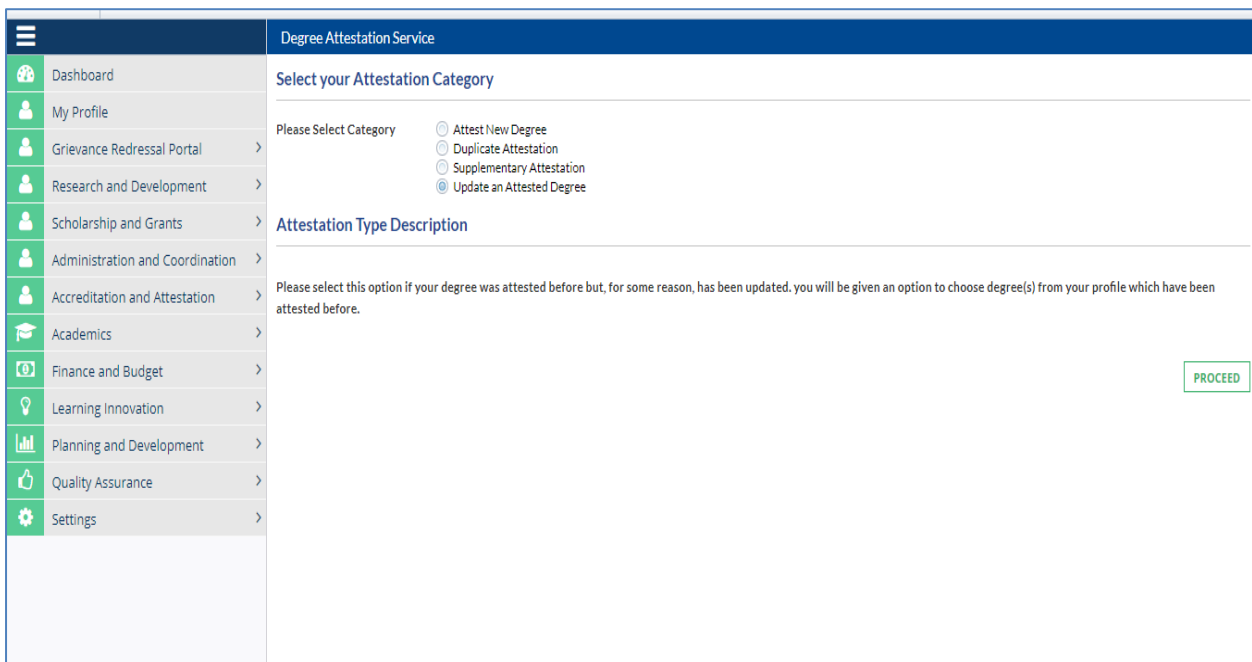 Degree Attestation Service
Dashboard
My Profile
Grievance Redressal Portal
Research and Development
Scholarship and Grants
Administration and Coordination
Accreditation and Attestation
Academics
Finance and Budget
Learning Innovation
Planning and Development
Quality Assurance
Settings
Select your Attestation Category
Please Select Category
Attest New Degree
Duplicate Attestation
Supplementary Attestation
Update an Attested Degree
Attestation Type Description
Please select this option if your degree was attested before but, for some reason, has been updated. you will be given an option to choose degree(s) from your profile which have been
attested before.
PROCEED